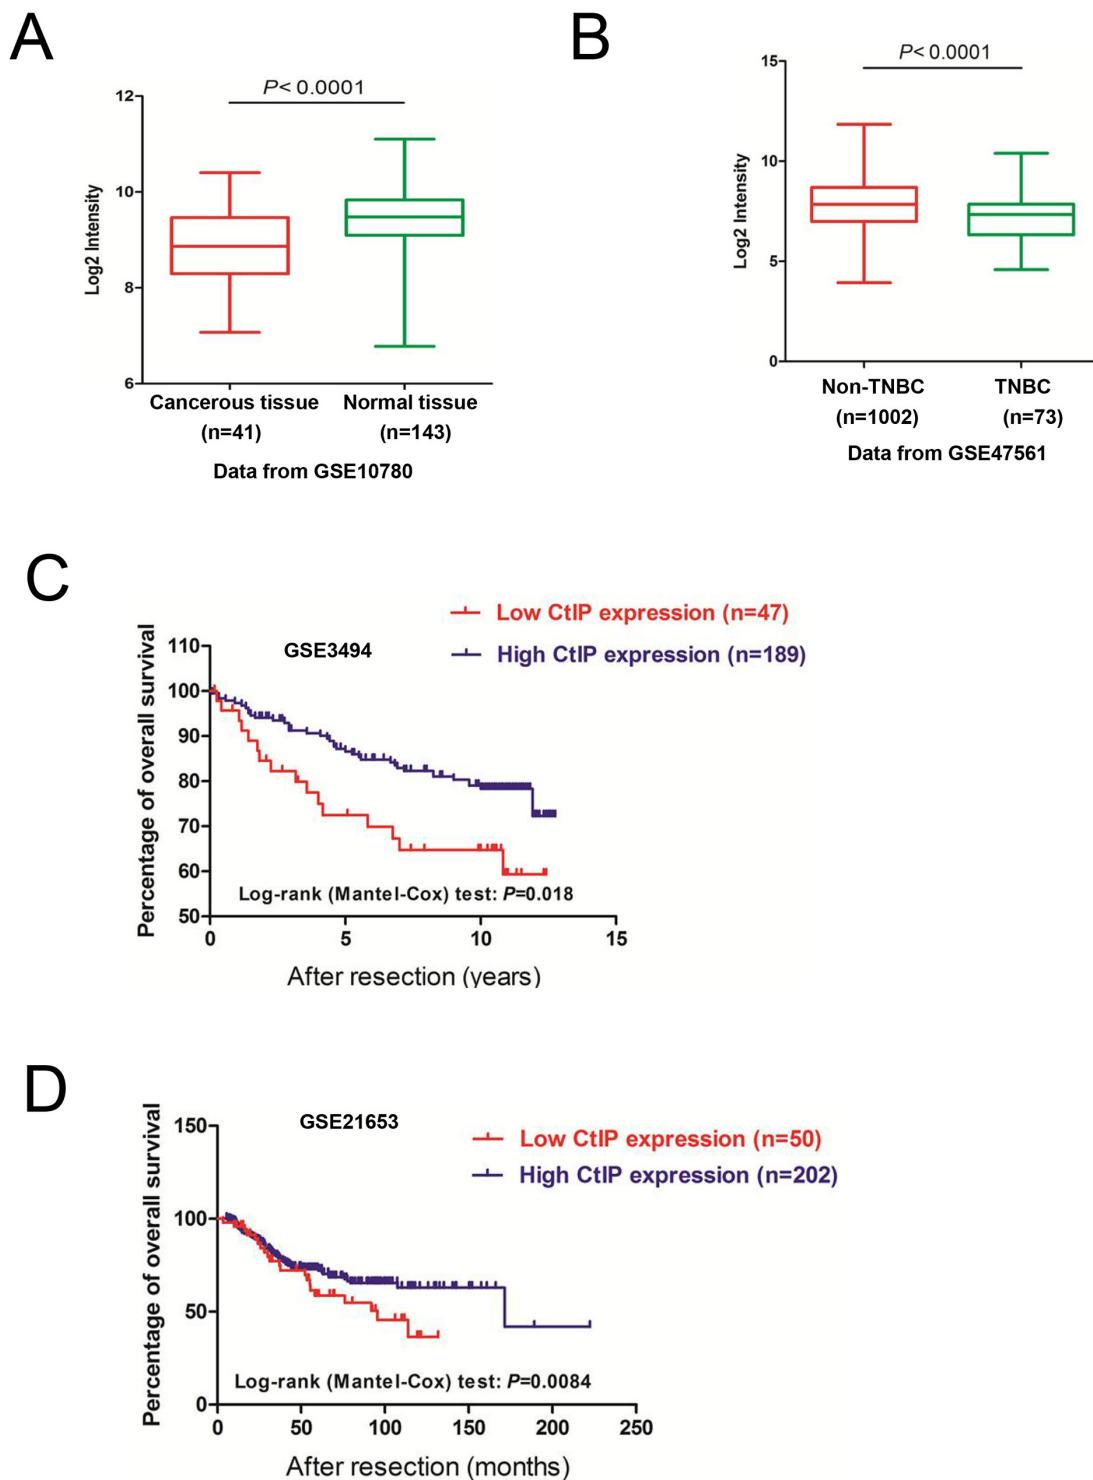 A
P< 0.0001
12
10
8
6
Log2 Intensity
Cancerous tissue
(n=41)
Normal tissue
(n=143)
Data from GSE10780
B
P< 0.0001
15
10
5
0
Log2 Intensity
Non-TNBC
(n=1002)
TNBC
(n=73)
Data from GSE47561
C
Low CtIP expression (n=47)
High CtIP expression (n=189)
GSE3494
110
100
90
80
70
60
50
Percentage of overall survival
Log-rank (Mantel-Cox) test: P=0.018
0
5
10
15
After resection (years)
D
GSE21653
Low CtIP expression (n=50)
High CtIP expression (n=202)
150
100
50
0
Percentage of overall survival
Log-rank (Mantel-Cox) test: P=0.0084
0
50
100
150
200
250
After resection (months)